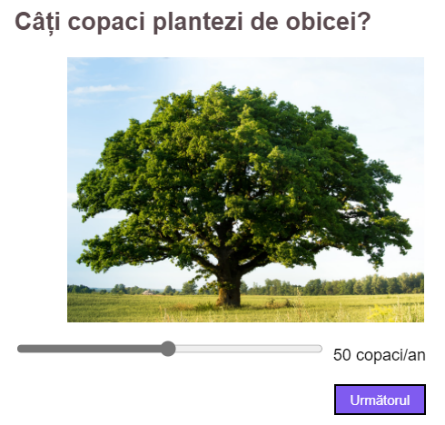 Câți copaci plantezi de obicei?
50 copaci/an
Următorul